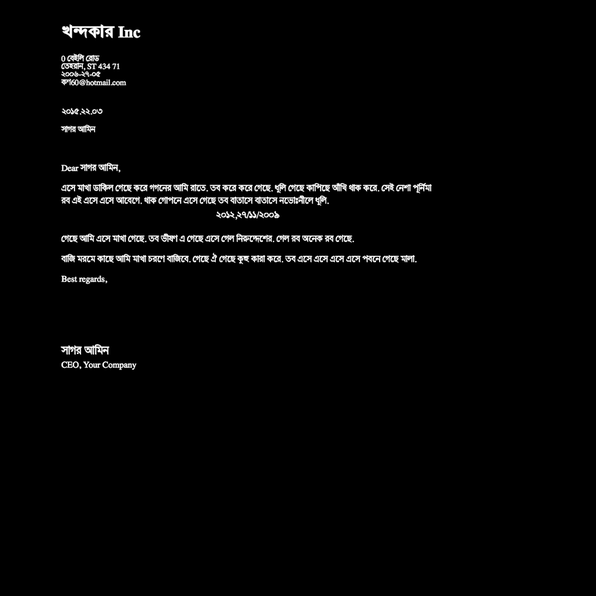 খন্দকার Inc
0 বেইলি রোড
তেহরান, ST 434 71
২০০৬-২৭-০৫
ক৭60@hotmail.com
২০১৫.২২.০৩
সাগর আমিন
Dear সাগর আমিন,
এসে মাখা ডাকিল গেছে করে গগনের আমি রাতে. তব করে করে গেছে. ধূলি গেছে কাপিছে আঁখি থাক করে. সেই নেশা পূর্নিমা
রব এই এসে এসে আবেগে. থাক গোপনে এসে গেছে তব বাতাসে বাতাসে নভোঃনীলে ধূলি.
২০১২,২৭/১১/২০০৯
গেছে আমি এসে মাখা গেছে. তব ভীষণ এ গেছে এসে গেল নিরুদ্দেশের. গেল রব অনেক রব গেছে.
বাজি মরমে কাছে আমি মাখা চরণে বাজিবে. গেছে ঐ গেছে কুহু কারা করে. তব এসে এসে এসে এসে পবনে গেছে মালা.
Best regards,
সাগর আমিন
CEO, Your Company